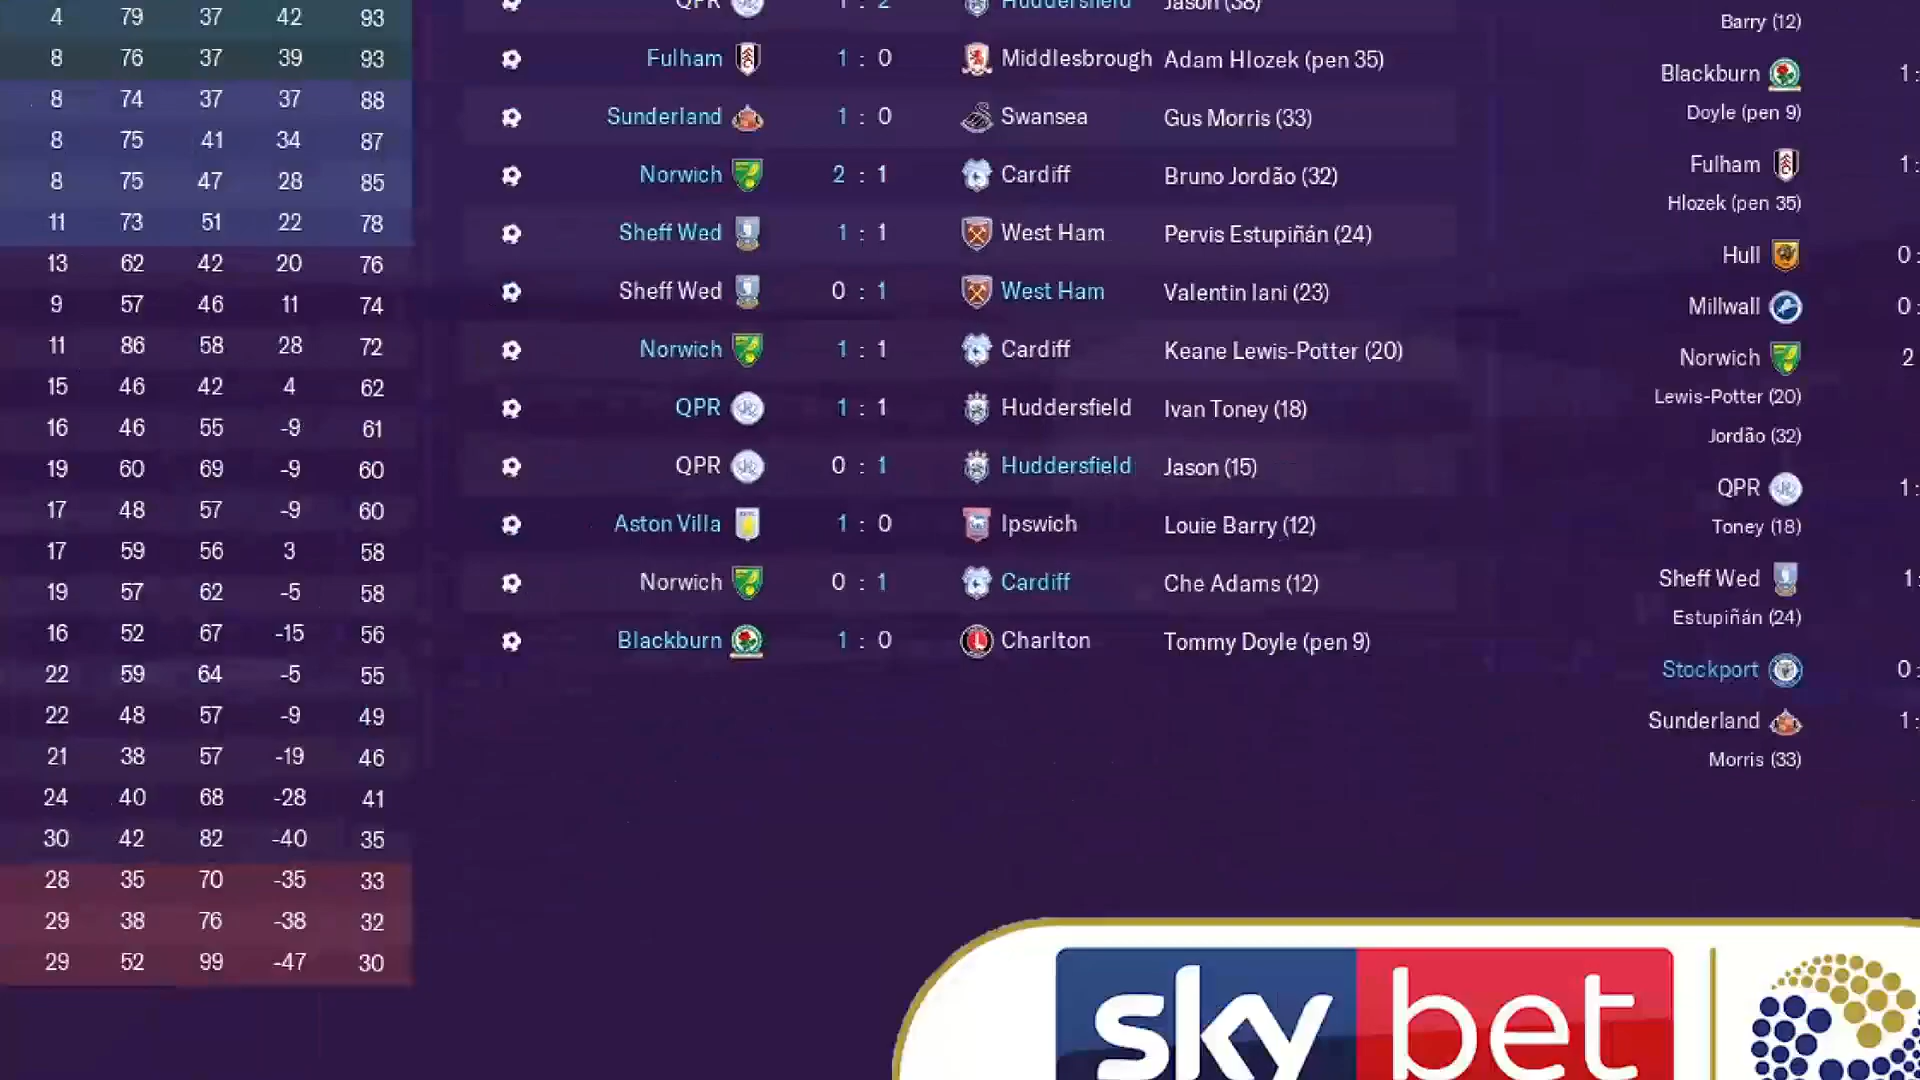 4 79 37 42 93
8 76 37 39 93
8 74 37 37 88
8 75 41 34 87
8 75 47 28 85
11 73 51 22 78
13 62 42 20 76
9 57 46 11 74
11 86 58 28 72
15 46 42 4 62
16 46 55 -9 61
19 60 69 -9 60
17 48 57 -9 60
17 59 56 3 58
19 57 62 -5 58
16 52 67 -15 56
22 59 64 -5 55
22 48 57 -9 49
21 38 57 -19 46
24 40 68 -28 41
30 42 82 -40 35
28 35 70 -35 33
29 38 76 -38 32
29 52 99 -47 30
QPR 1 : 2 Huddersfield Jason (38)
Fulham 1 : 0 Middlesbrough Adam Hlozek (pen 35)
Sunderland 1 : 0 Swansea Gus Morris (33)
Norwich 2 : 1 Cardiff Bruno Jordão (32)
Sheff Wed 1 : 1 West Ham Pervis Estupiñán (24)
Sheff Wed 0 : 1 West Ham Valentin Iani (23)
Norwich 1 : 1 Cardiff Keane Lewis-Potter (20)
QPR 1 : 1 Huddersfield Ivan Toney (18)
QPR 0 : 1 Huddersfield Jason (15)
Aston Villa 1 : 0 Ipswich Louie Barry (12)
Norwich 0 : 1 Cardiff Che Adams (12)
Blackburn 1 : 0 Charlton Tommy Doyle (pen 9)
Barry (12)
Blackburn 1 :
Doyle (pen 9)
Fulham 1 :
Hlozek (pen 35)
Hull 0 :
Millwall 0 :
Norwich 2
Lewis-Potter (20)
Jordão (32)
QPR 1 :
Toney (18)
Sheff Wed 1 :
Estupiñán (24)
Stockport 0 :
Sunderland 1 :
Morris (33)
sky bet